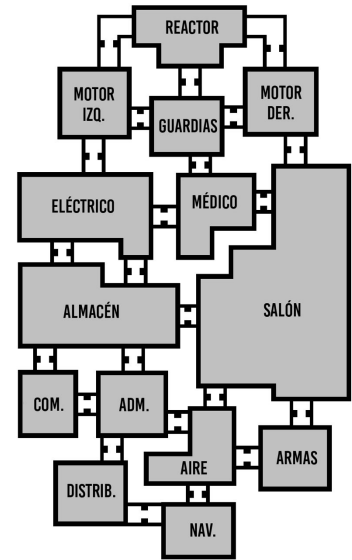 REACTOR
MOTOR
IZQ.
MOTOR
DER.
GUARDIAS
ELÉCTRICO
MÉDICO
ALMACÉN
SALÓN
COM.
ADM.
AIRE
ARMAS
DISTRIB.
NAV.